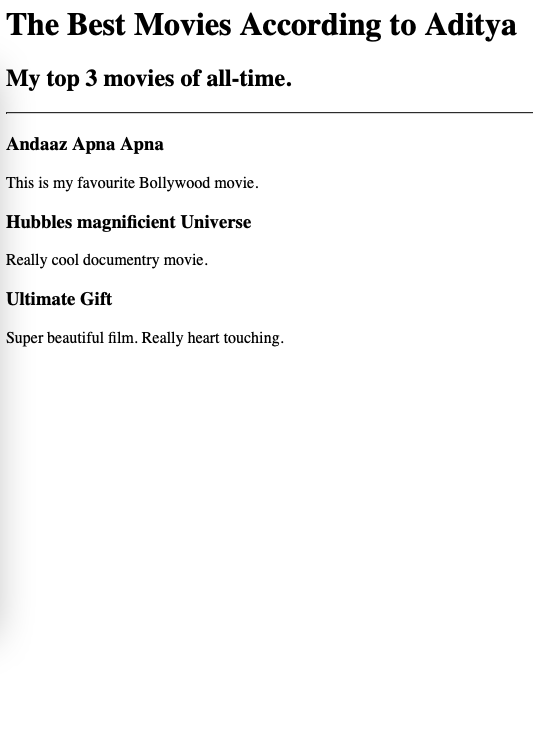 The Best Movies According to Aditya
My top 3 movies of all-time.
Andaaz Apna Apna
This is my favourite Bollywood movie.
Hubbles magnificient Universe
Really cool documentry movie.
Ultimate Gift
Super beautiful film. Really heart touching.